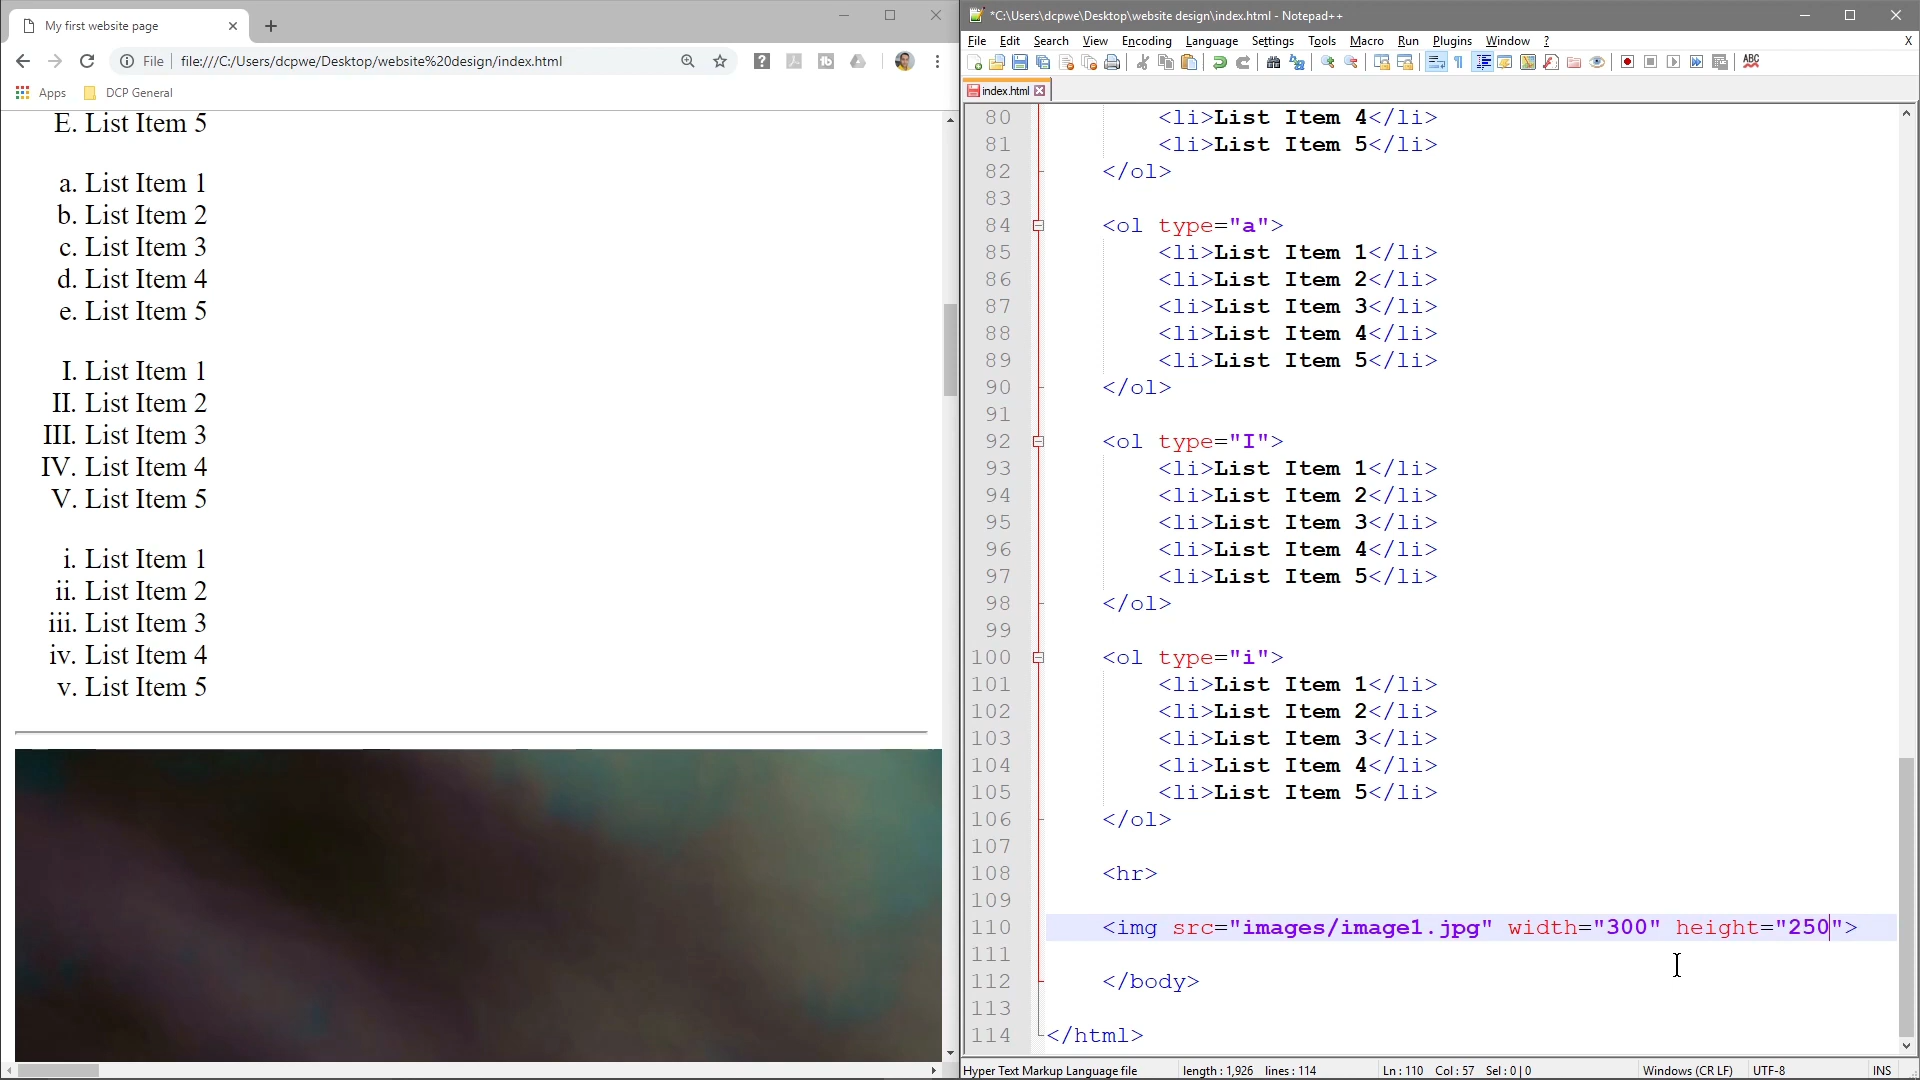 My first website page
File
file:///C:/Users/dcpwe/Desktop/website%20design/index.html
Apps
DCP General
E. List Item 5
a. List Item 1
b. List Item 2
c. List Item 3
d. List Item 4
e. List Item 5
I. List Item 1
II. List Item 2
III. List Item 3
IV. List Item 4
V. List Item 5
i. List Item 1
ii. List Item 2
iii. List Item 3
iv. List Item 4
v. List Item 5
*C:\Users\dcpwe\Desktop\website design\index.html - Notepad++
File Edit Search View Encoding Language Settings Tools Macro Run Plugins Window ? X
ABC
index.html
80 <li>List Item 4</li>
81 <li>List Item 5</li>
82 </ol>
83
84 <ol type="a">
85 <li>List Item 1</li>
86 <li>List Item 2</li>
87 <li>List Item 3</li>
88 <li>List Item 4</li>
89 <li>List Item 5</li>
90 </ol>
91
92 <ol type="I">
93 <li>List Item 1</li>
94 <li>List Item 2</li>
95 <li>List Item 3</li>
96 <li>List Item 4</li>
97 <li>List Item 5</li>
98 </ol>
99
100 <ol type="i">
101 <li>List Item 1</li>
102 <li>List Item 2</li>
103 <li>List Item 3</li>
104 <li>List Item 4</li>
105 <li>List Item 5</li>
106 </ol>
107
108 <hr>
109
110 <img src="images/image1.jpg" width="300" height="250">
111
112 </body>
113
114 </html>
Hyper Text Markup Language file length : 1,926 lines : 114 Ln : 110 Col : 57 Sel : 0 | 0 Windows (CR LF) UTF-8 INS